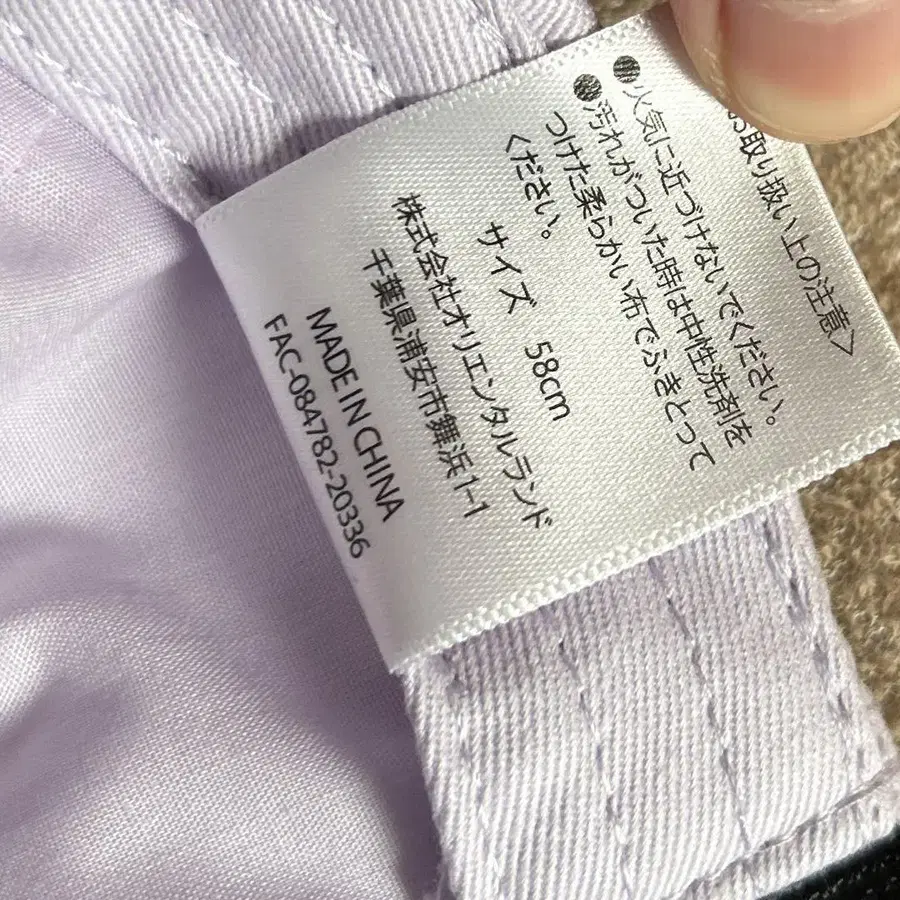 お取り扱い上の注意〉
●火気に近づけないでください。
●汚れがついた時は中性洗剤を
つけた柔らかい布でふきとって
ください。
サイズ 58cm
株式会社オリエンタルランド
千葉県浦安市舞浜1-1
MADE IN CHINA
FAC-084782-20336